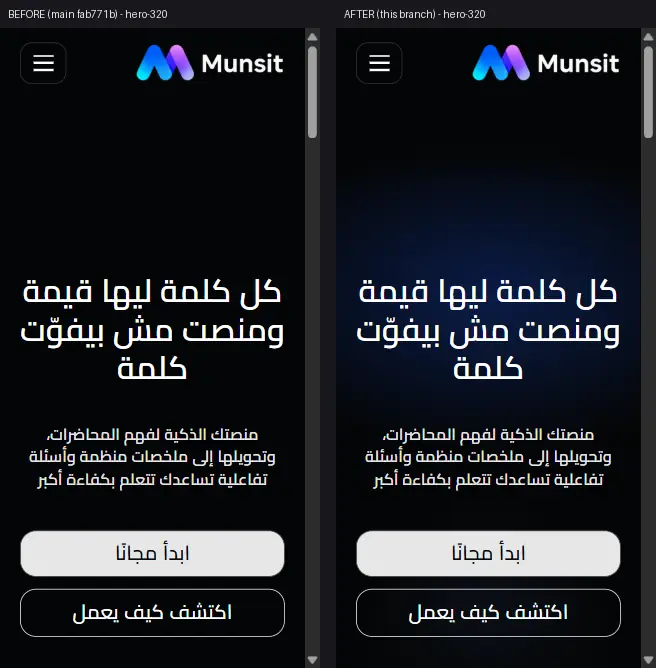 BEFORE (main fab771b) - hero-320
Munsit
كل كلمة ليها قيمة
ومنصت مش بيفوّت
كلمة
منصتك الذكية لفهم المحاضرات،
وتحويلها إلى ملخصات منظمة وأسئلة
تفاعلية تساعدك تتعلم بكفاءة أكبر
ابدأ مجانًا
اكتشف كيف يعمل
AFTER (this branch) - hero-320
Munsit
كل كلمة ليها قيمة
ومنصت مش بيفوّت
كلمة
منصتك الذكية لفهم المحاضرات،
وتحويلها إلى ملخصات منظمة وأسئلة
تفاعلية تساعدك تتعلم بكفاءة أكبر
ابدأ مجانًا
اكتشف كيف يعمل